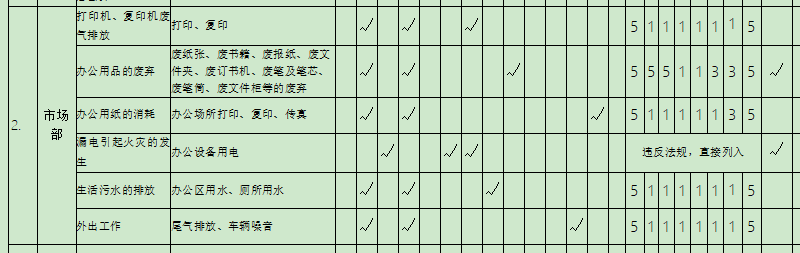 打印机、复印机废
气排放
打印、复印
√ √ √
5 1 1 1 1 1 1 5
办公用品的废弃
废纸张、废书籍、废报纸、废文
件夹、废订书机、废笔及笔芯、
废笔筒、废文件柜等的废弃
√ √ √
5 5 5 1 1 3 3 5 √
2.
市场
部
办公用纸的消耗
办公场所打印、复印、传真
√ √ √
5 1 1 1 1 1 3 5
漏电引起火灾的发
生
办公设备用电
√ √ √
违反法规，直接列入 √
生活污水的排放
办公区用水、厕所用水
√ √ √
5 1 1 1 1 1 1 5
外出工作
尾气排放、车辆噪音
√ √ √
5 1 1 1 1 1 1 5